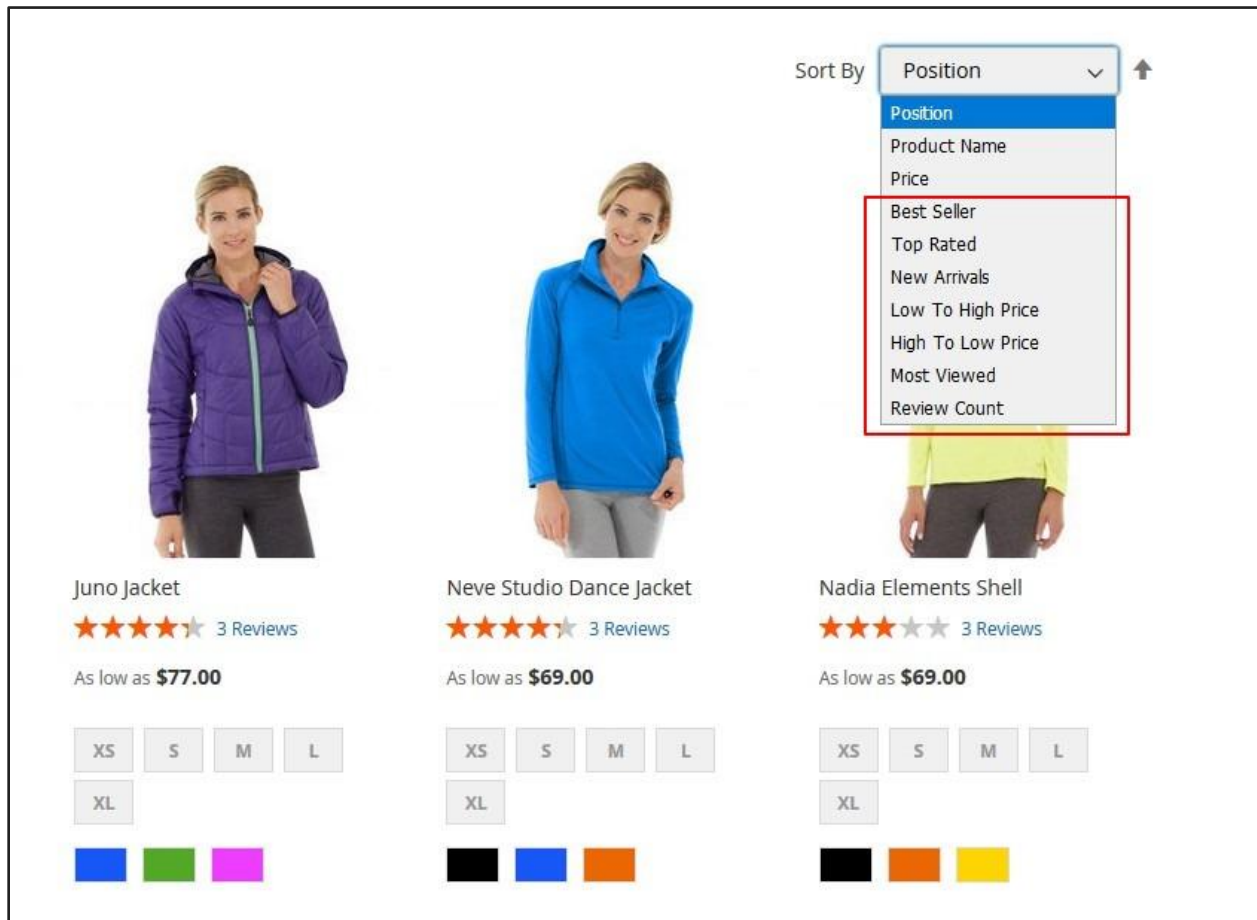 Sort By Position
Position
Product Name
Price
Best Seller
Top Rated
New Arrivals
Low To High Price
High To Low Price
Most Viewed
Review Count
Juno Jacket
3 Reviews
As low as $77.00
XS S M L
XL
Neve Studio Dance Jacket
3 Reviews
As low as $69.00
XS S M L
XL
Nadia Elements Shell
3 Reviews
As low as $69.00
XS S M L
XL